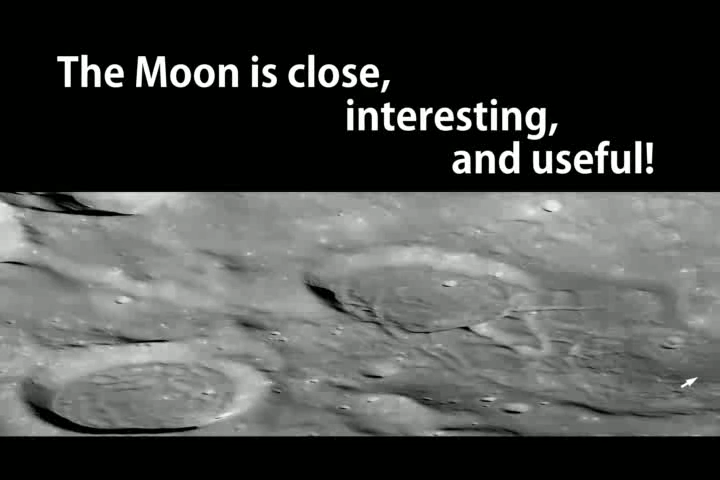 The Moon is close,
interesting,
and useful!